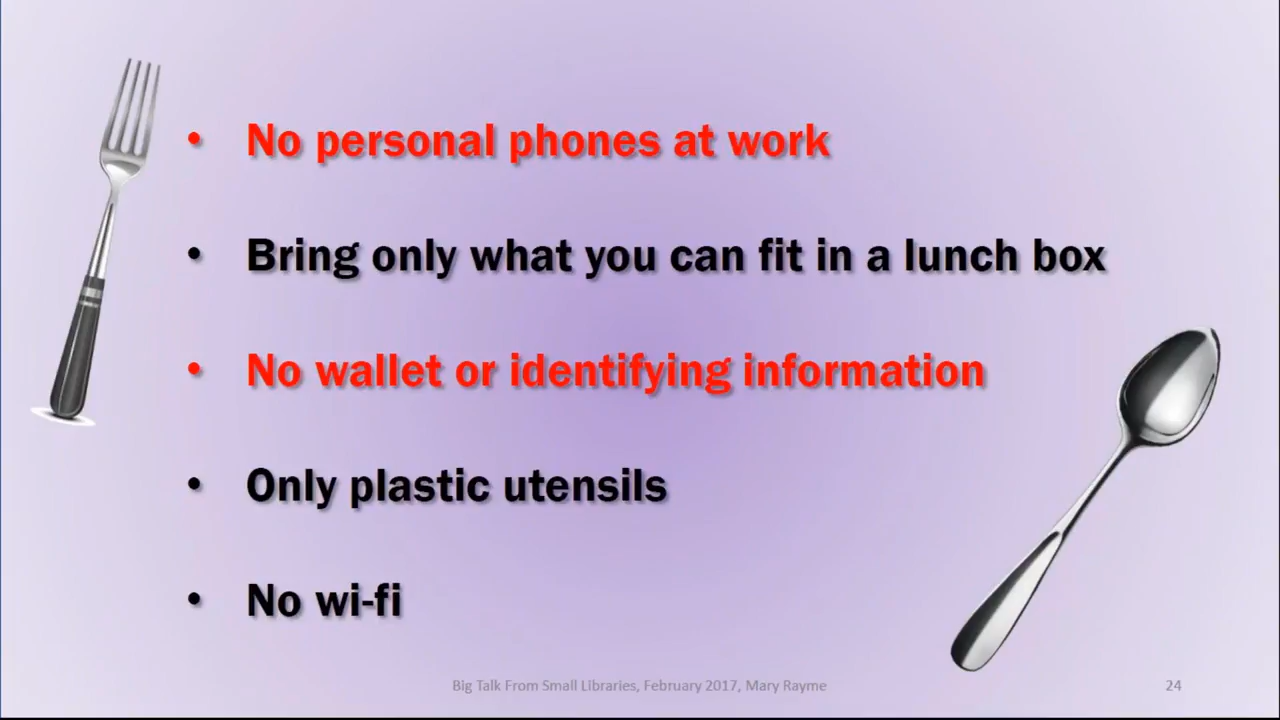 • No personal phones at work
• Bring only what you can fit in a lunch box
• No wallet or identifying information
• Only plastic utensils
• No wi-fi
Big Talk From Small Libraries, February 2017, Mary Rayme
24